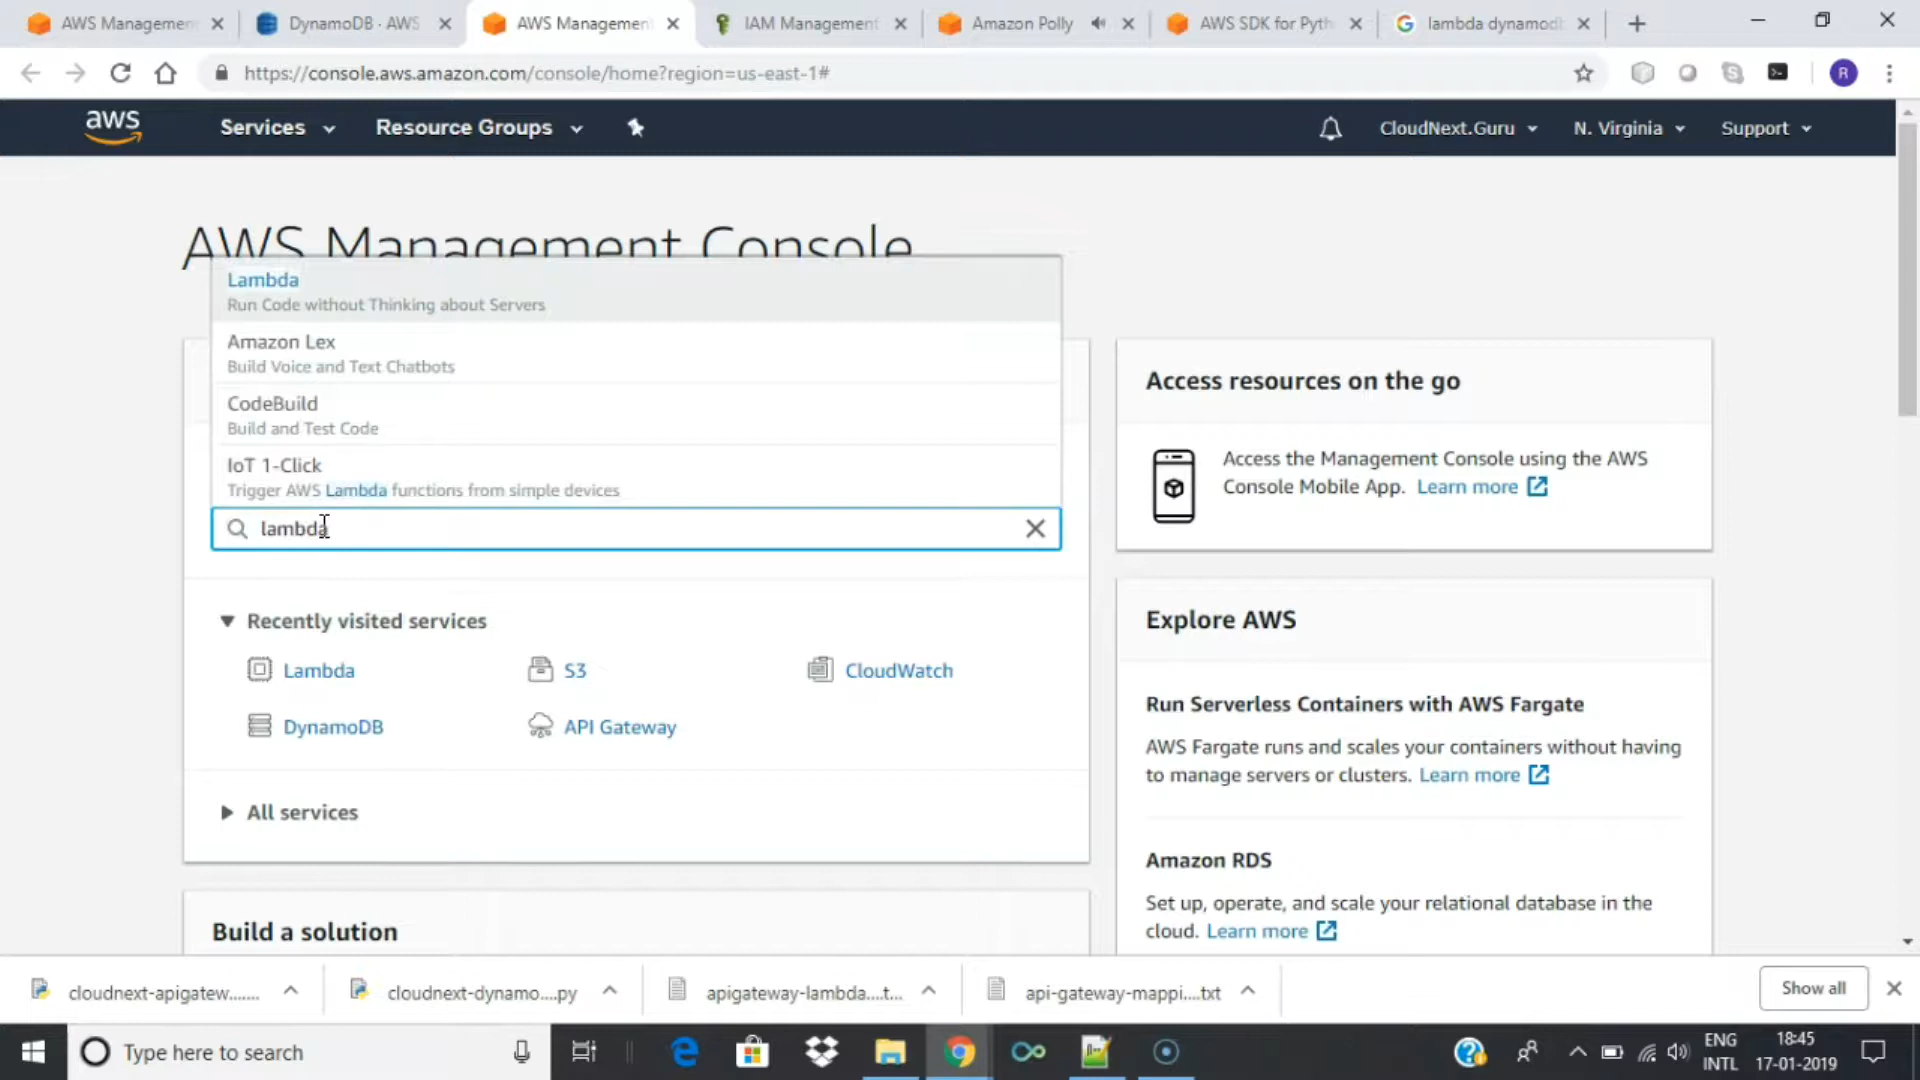 AWS Managemen
DynamoDB · AWS
AWS Managemen
IAM Management
Amazon Polly
AWS SDK for Pyth
lambda dynamodb
https://console.aws.amazon.com/console/home?region=us-east-1#
R
aws
Services
Resource Groups
CloudNext.Guru
N. Virginia
Support
AWS Management Console
Lambda
Run Code without Thinking about Servers
Amazon Lex
Build Voice and Text Chatbots
CodeBuild
Build and Test Code
IoT 1-Click
Trigger AWS Lambda functions from simple devices
lambda
Recently visited services
Lambda
S3
CloudWatch
DynamoDB
API Gateway
All services
Build a solution
Access resources on the go
Access the Management Console using the AWS
Console Mobile App. Learn more
Explore AWS
Run Serverless Containers with AWS Fargate
AWS Fargate runs and scales your containers without having
to manage servers or clusters. Learn more
Amazon RDS
Set up, operate, and scale your relational database in the
cloud. Learn more
cloudnext-apigatew.......
cloudnext-dynamo....py
apigateway-lambda....t...
api-gateway-mappi....txt
Show all
Type here to search
ENG
INTL
18:45
17-01-2019